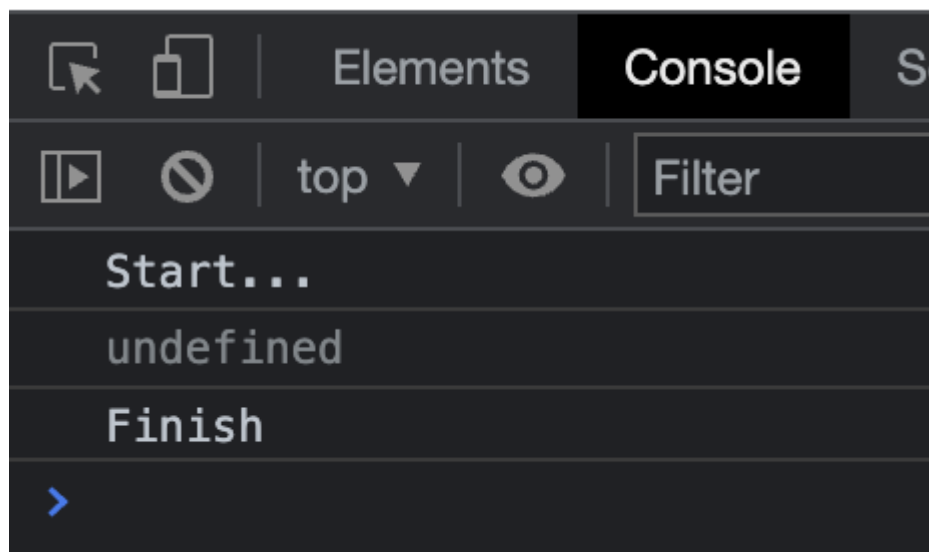 Elements Console S
top Filter
Start...
undefined
Finish